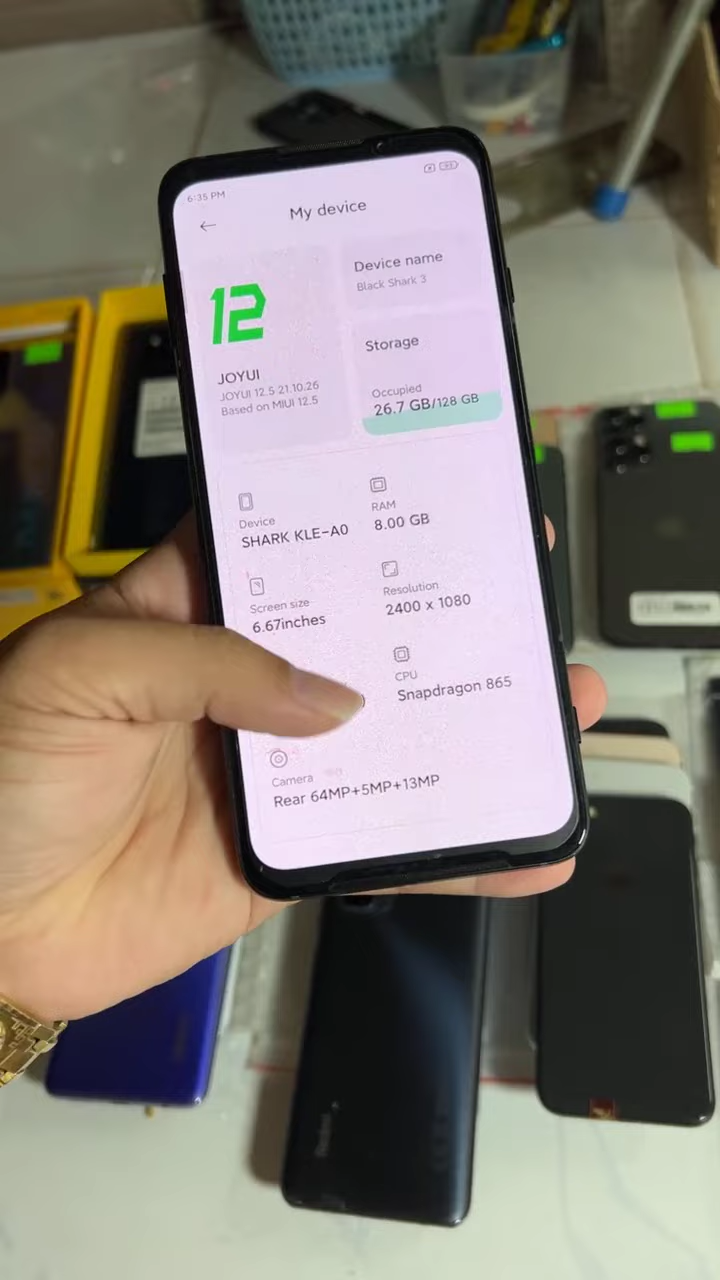 6:35 PM
My device
12
JOYUI
JOYUI 12.5 21.10.26
Based on MIUI 12.5
Device name
Black Shark 3
Storage
Occupied
26.7 GB/128 GB
Device
SHARK KLE-A0
RAM
8.00 GB
Screen size
6.67inches
Resolution
2400 x 1080
CPU
Snapdragon 865
Camera
Rear 64MP+5MP+13MP